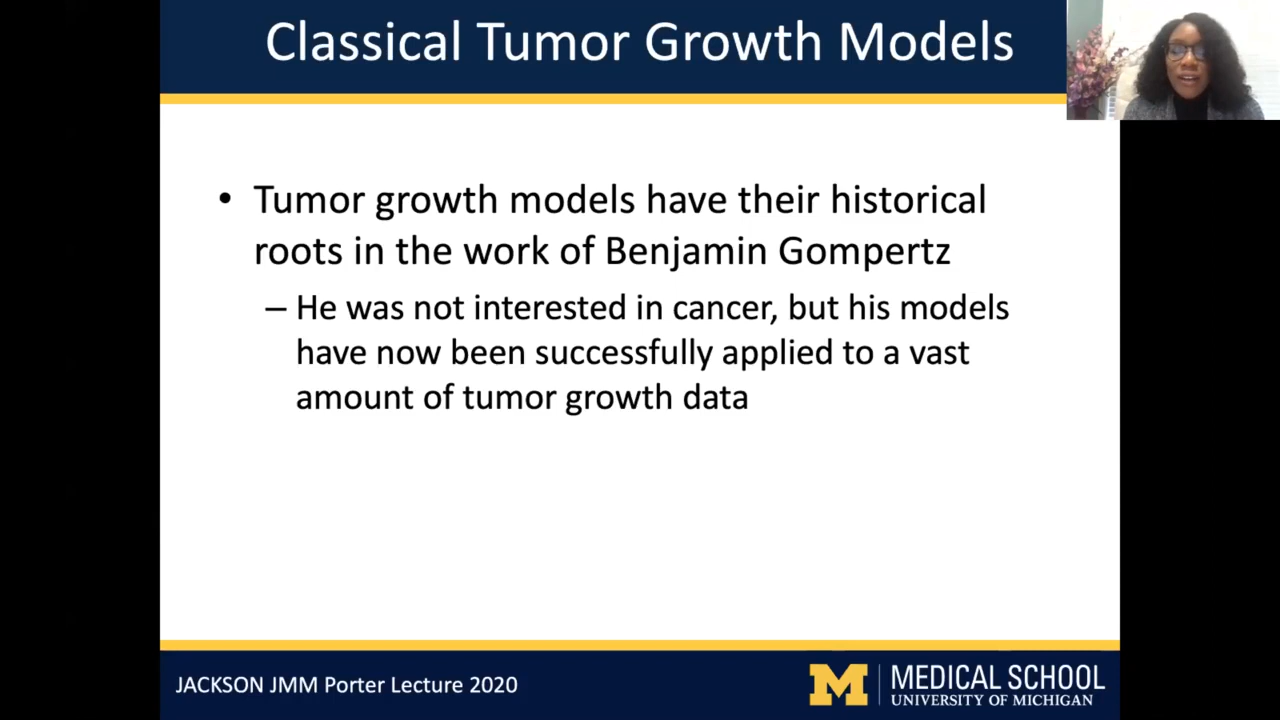 Classical Tumor Growth Models
• Tumor growth models have their historical
roots in the work of Benjamin Gompertz
– He was not interested in cancer, but his models
have now been successfully applied to a vast
amount of tumor growth data
JACKSON JMM Porter Lecture 2020
M MEDICAL SCHOOL
UNIVERSITY OF MICHIGAN